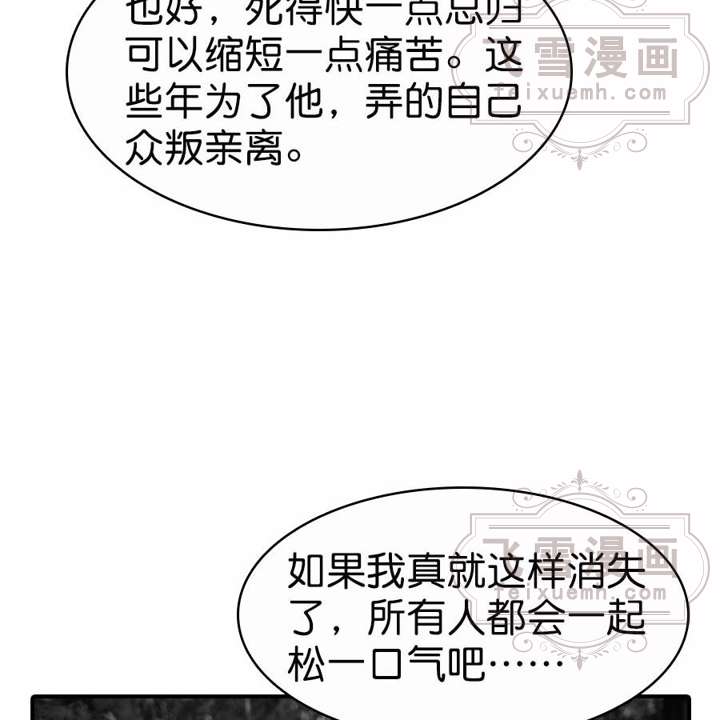 也好，死得快一点总归
可以缩短一点痛苦。这
些年为了他，弄的自己
众叛亲离。
飞雪漫画
feixuemh.com
如果我真就这样消失
了，所有人都会一起
松一口气吧……
飞雪漫画
feixuemh.com